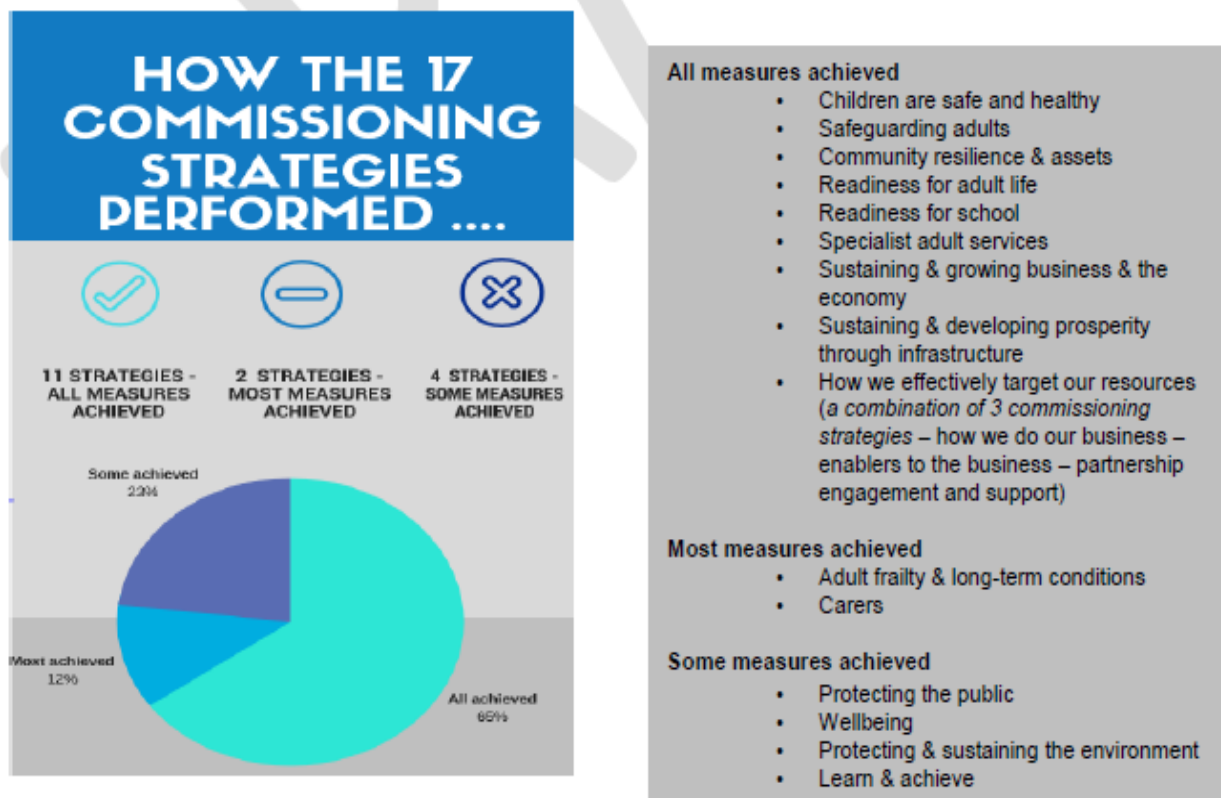 HOW THE 17
COMMISSIONING
STRATEGIES
PERFORMED ....
11 STRATEGIES -
ALL MEASURES
ACHIEVED
2 STRATEGIES -
MOST MEASURES
ACHIEVED
4 STRATEGIES -
SOME MEASURES
ACHIEVED
Some achieved
23%
Most achieved
12%
All achieved
65%
All measures achieved
• Children are safe and healthy
• Safeguarding adults
• Community resilience & assets
• Readiness for adult life
• Readiness for school
• Specialist adult services
• Sustaining & growing business & the
economy
• Sustaining & developing prosperity
through infrastructure
• How we effectively target our resources
(a combination of 3 commissioning
strategies – how we do our business –
enablers to the business – partnership
engagement and support)
Most measures achieved
• Adult frailty & long-term conditions
• Carers
Some measures achieved
• Protecting the public
• Wellbeing
• Protecting & sustaining the environment
• Learn & achieve